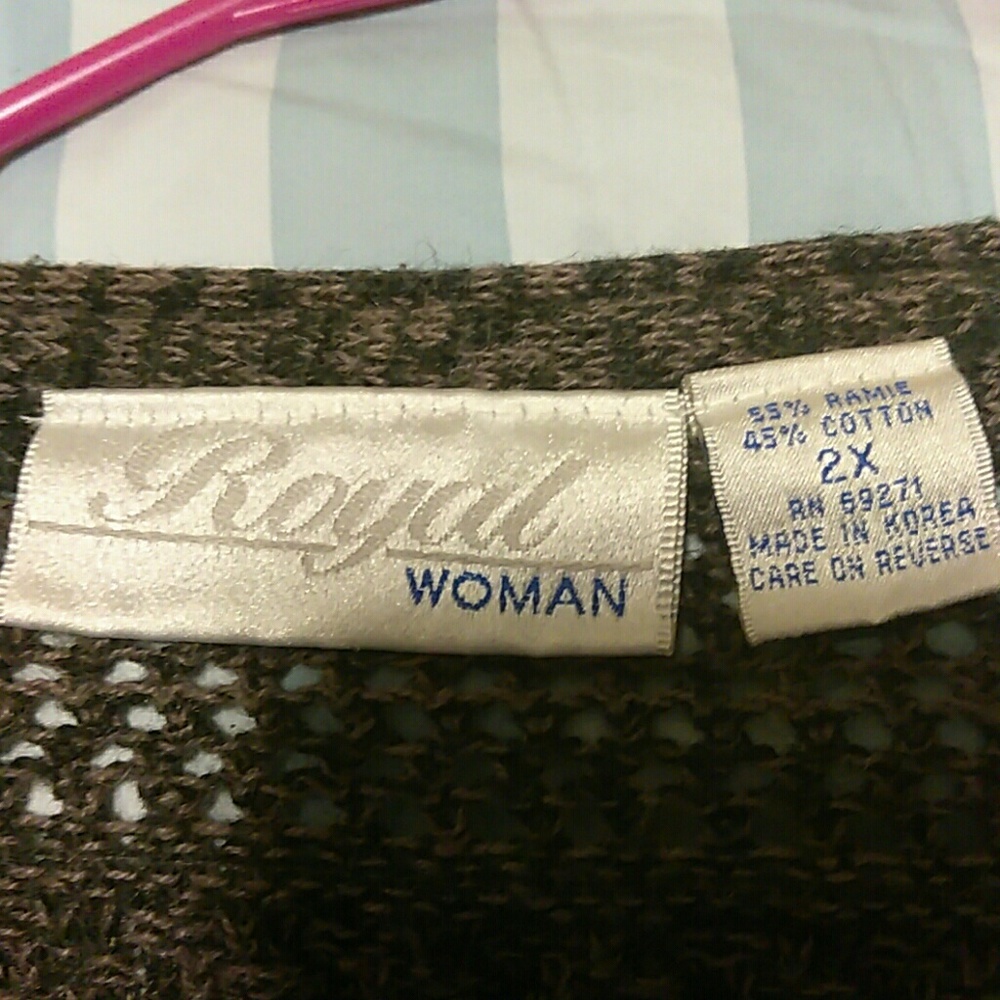 Royal
WOMAN
55% RAMIE
45% COTTON
2X
RN 59271
MADE IN KOREA
CARE ON REVERSE